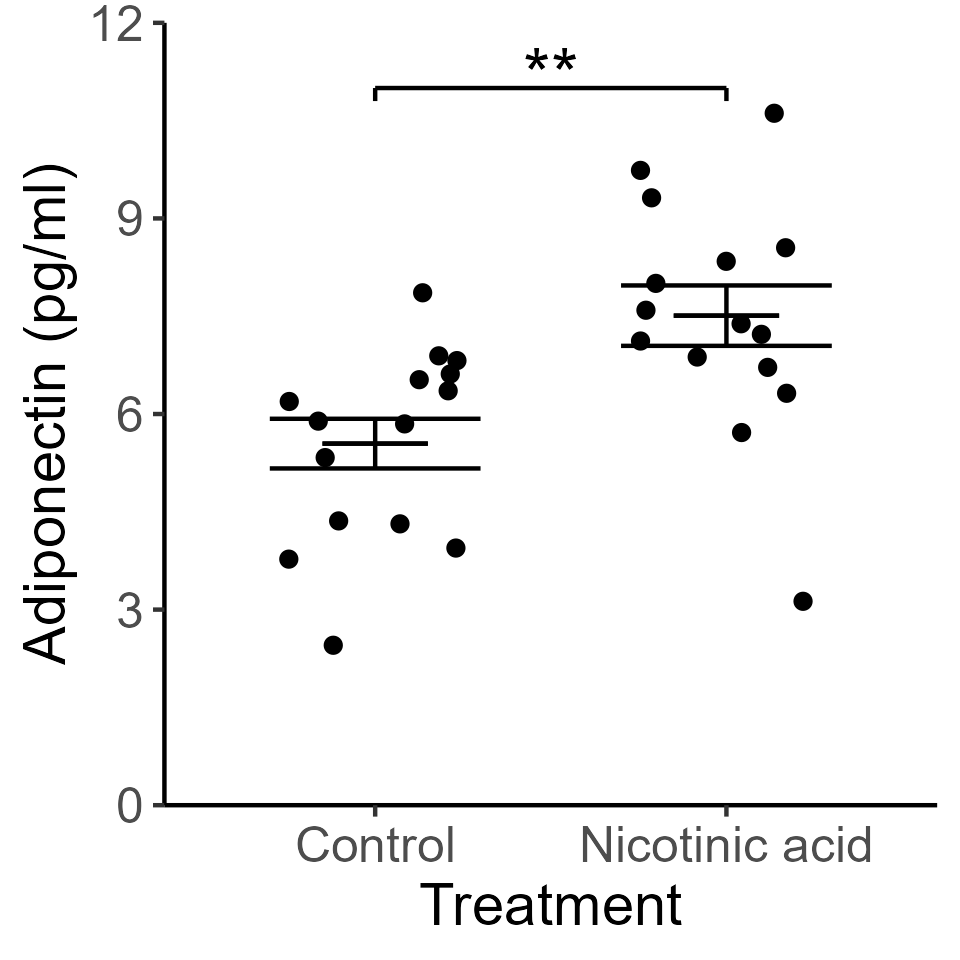 12
**
9
6
3
0
Adiponectin (pg/ml)
Control Nicotinic acid
Treatment